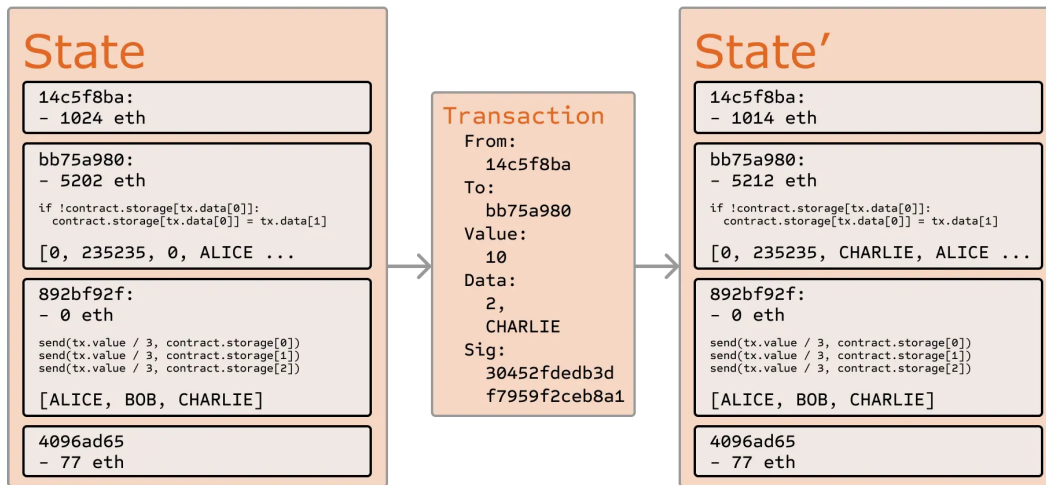 State
14c5f8ba:
- 1024 eth
bb75a980:
- 5202 eth
if !contract.storage[tx.data[0]]:
contract.storage[tx.data[0]] = tx.data[1]
[0, 235235, 0, ALICE ...
892bf92f:
- 0 eth
send(tx.value / 3, contract.storage[0])
send(tx.value / 3, contract.storage[1])
send(tx.value / 3, contract.storage[2])
[ALICE, BOB, CHARLIE]
4096ad65
- 77 eth
Transaction
From:
14c5f8ba
To:
bb75a980
Value:
10
Data:
2,
CHARLIE
Sig:
30452fdedb3d
f7959f2ceb8a1
State′
14c5f8ba:
- 1014 eth
bb75a980:
- 5212 eth
if !contract.storage[tx.data[0]]:
contract.storage[tx.data[0]] = tx.data[1]
[0, 235235, CHARLIE, ALICE ...
892bf92f:
- 0 eth
send(tx.value / 3, contract.storage[0])
send(tx.value / 3, contract.storage[1])
send(tx.value / 3, contract.storage[2])
[ALICE, BOB, CHARLIE]
4096ad65
- 77 eth